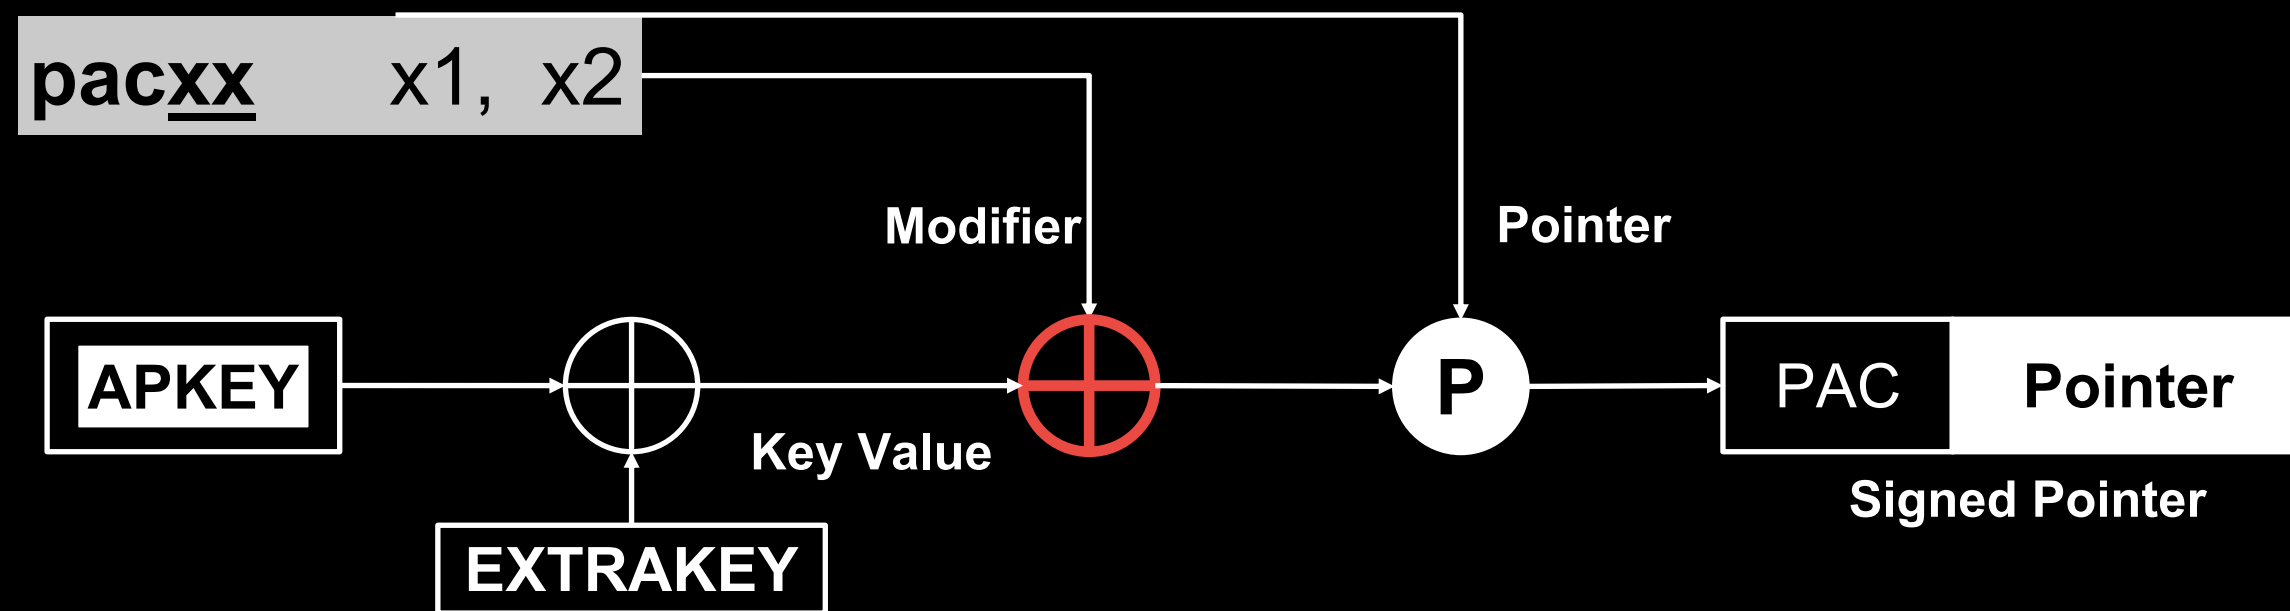 pacxx x1, x2
Modifier
Pointer
APKEY
Key Value
P
PAC
Pointer
EXTRAKEY
Signed Pointer